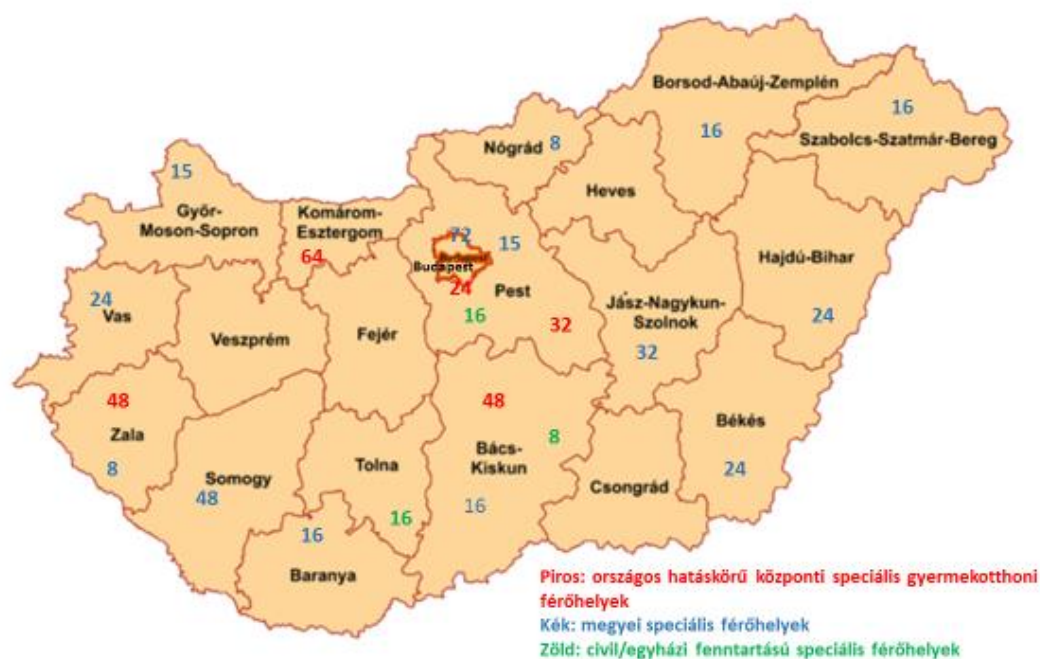 Borsod-Abaúj-Zemplén
16
16
Szabolcs-Szatmár-Bereg
Nógrád 8
Heves
15
Győr-
Moson-Sopron
Komárom-
Esztergom
64
72
15
Budapest
24
Pest
16
32
Hajdú-Bihar
24
Jász-Nagykun-
Szolnok
32
24
Vas
Veszprém
Fejér
48
Zala
8
Somogy
48
Tolna
16
48
Bács-
Kiskun
8
16
Békés
24
Csongrád
16
Baranya
Piros: országos hatáskörű központi speciális gyermekotthoni
férőhelyek
Kék: megyei speciális férőhelyek
Zöld: civil/egyházi fenntartású speciális férőhelyek